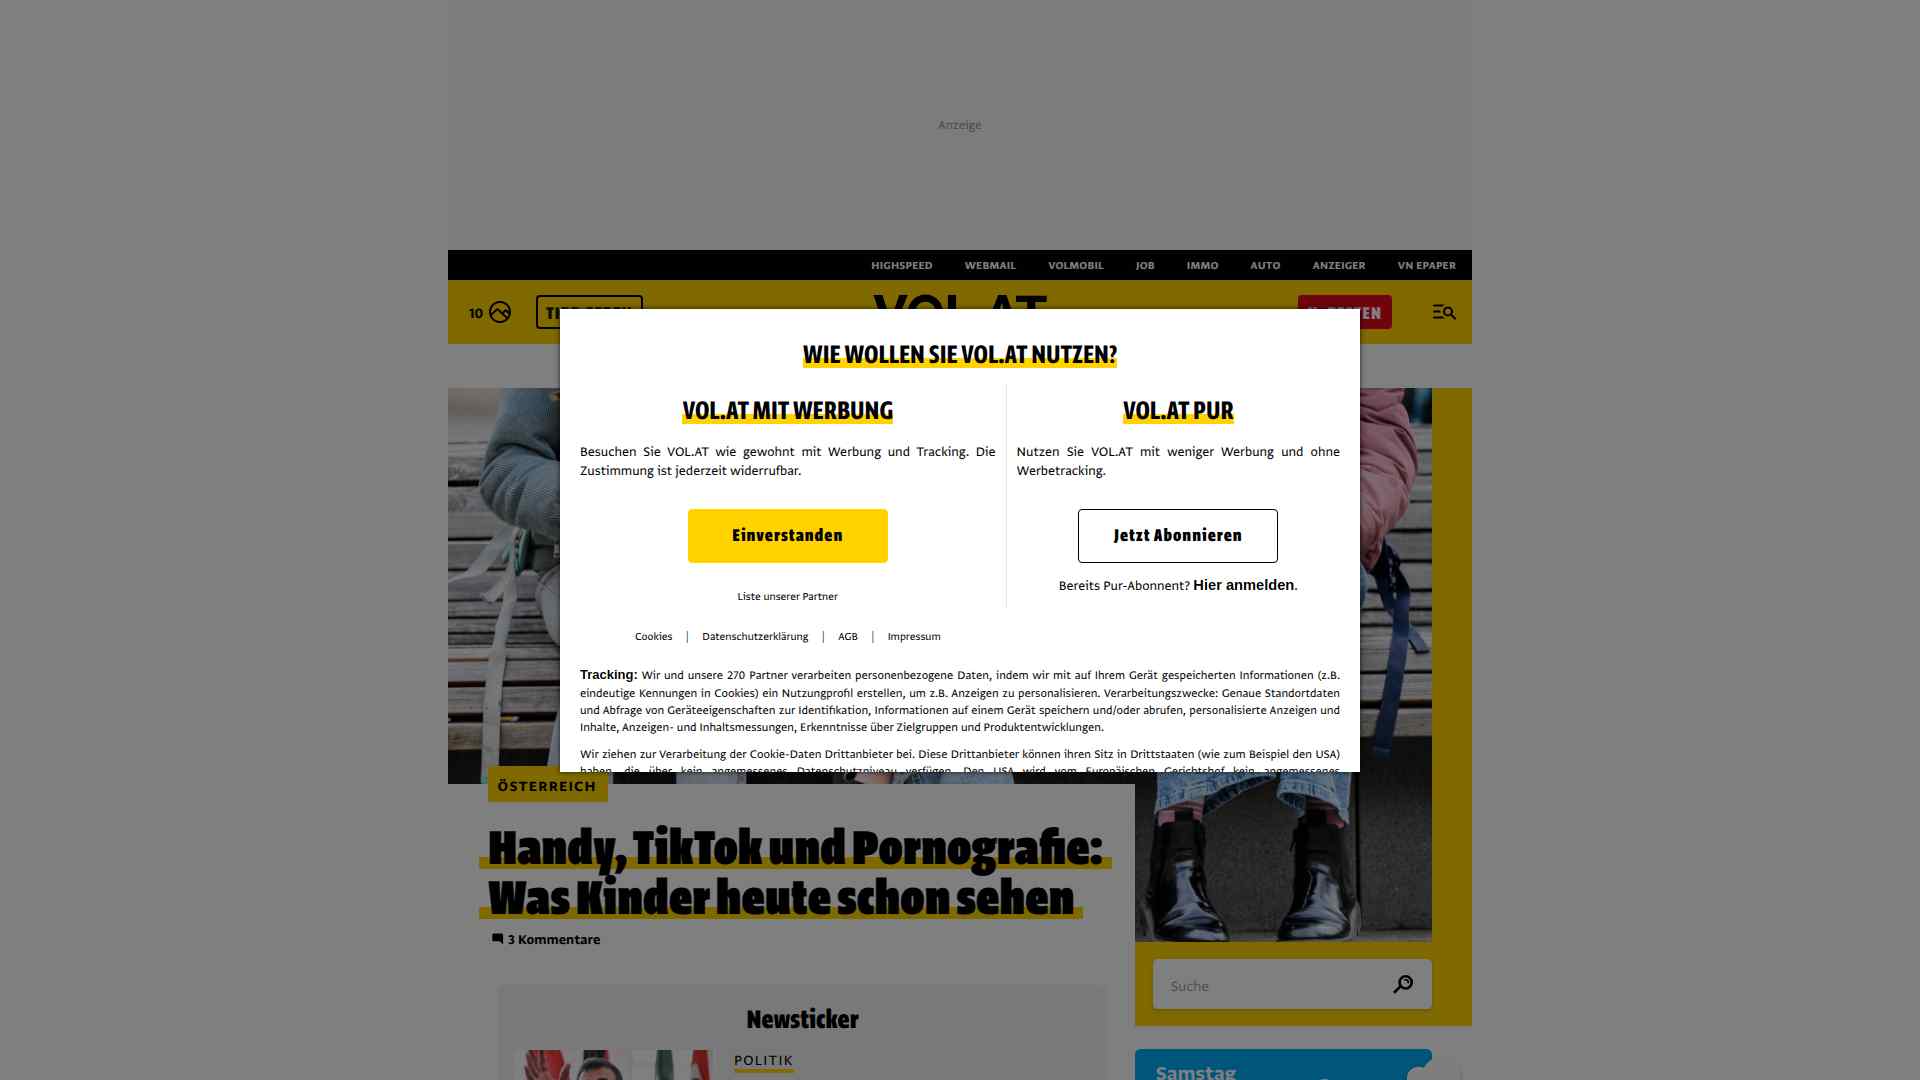 Anzeige
HIGHSPEED WEBMAIL VOLMOBIL JOB IMMO AUTO ANZEIGER VN EPAPER
10
WIE WOLLEN SIE VOL.AT NUTZEN?
VOL.AT MIT WERBUNG
Besuchen Sie VOL.AT wie gewohnt mit Werbung und Tracking. Die
Zustimmung ist jederzeit widerrufbar.
Einverstanden
Liste unserer Partner
VOL.AT PUR
Nutzen Sie VOL.AT mit weniger Werbung und ohne
Werbetracking.
Jetzt Abonnieren
Bereits Pur-Abonnent? Hier anmelden.
Cookies | Datenschutzerklärung | AGB | Impressum
Tracking: Wir und unsere 270 Partner verarbeiten personenbezogene Daten, indem wir mit auf Ihrem Gerät gespeicherten Informationen (z.B.
eindeutige Kennungen in Cookies) ein Nutzungprofil erstellen, um z.B. Anzeigen zu personalisieren. Verarbeitungszwecke: Genaue Standortdaten
und Abfrage von Geräteeigenschaften zur Identifikation, Informationen auf einem Gerät speichern und/oder abrufen, personalisierte Anzeigen und
Inhalte, Anzeigen- und Inhaltsmessungen, Erkenntnisse über Zielgruppen und Produktentwicklungen.
Wir ziehen zur Verarbeitung der Cookie-Daten Drittanbieter bei. Diese Drittanbieter können ihren Sitz in Drittstaaten (wie zum Beispiel den USA)
haben, die über kein angemessenes Datenschutzniveau verfügen. Den USA wird vom Europäischen Gerichtshof kein angemessenes
ÖSTERREICH
Handy, TikTok und Pornografie:
Was Kinder heute schon sehen
3 Kommentare
Suche
Newsticker
POLITIK
Samstag